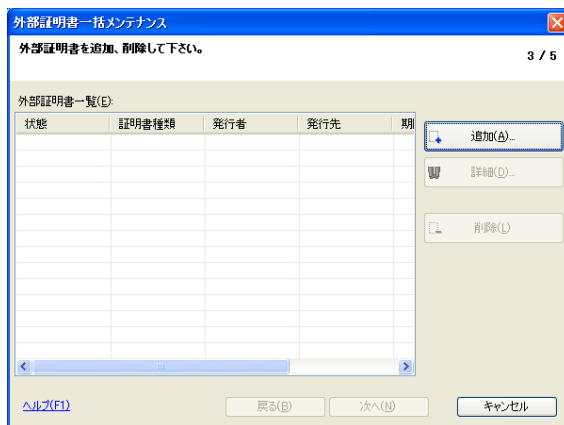 外部証明書一括メンテナンス
外部証明書を追加、削除して下さい。
3 / 5
外部証明書一覧(E):
状態 証明書種類 発行者 発行先 期
追加(A)...
詳細(D)...
削除(L)
ヘルプ(F1)
戻る(B)
次へ(N)
キャンセル